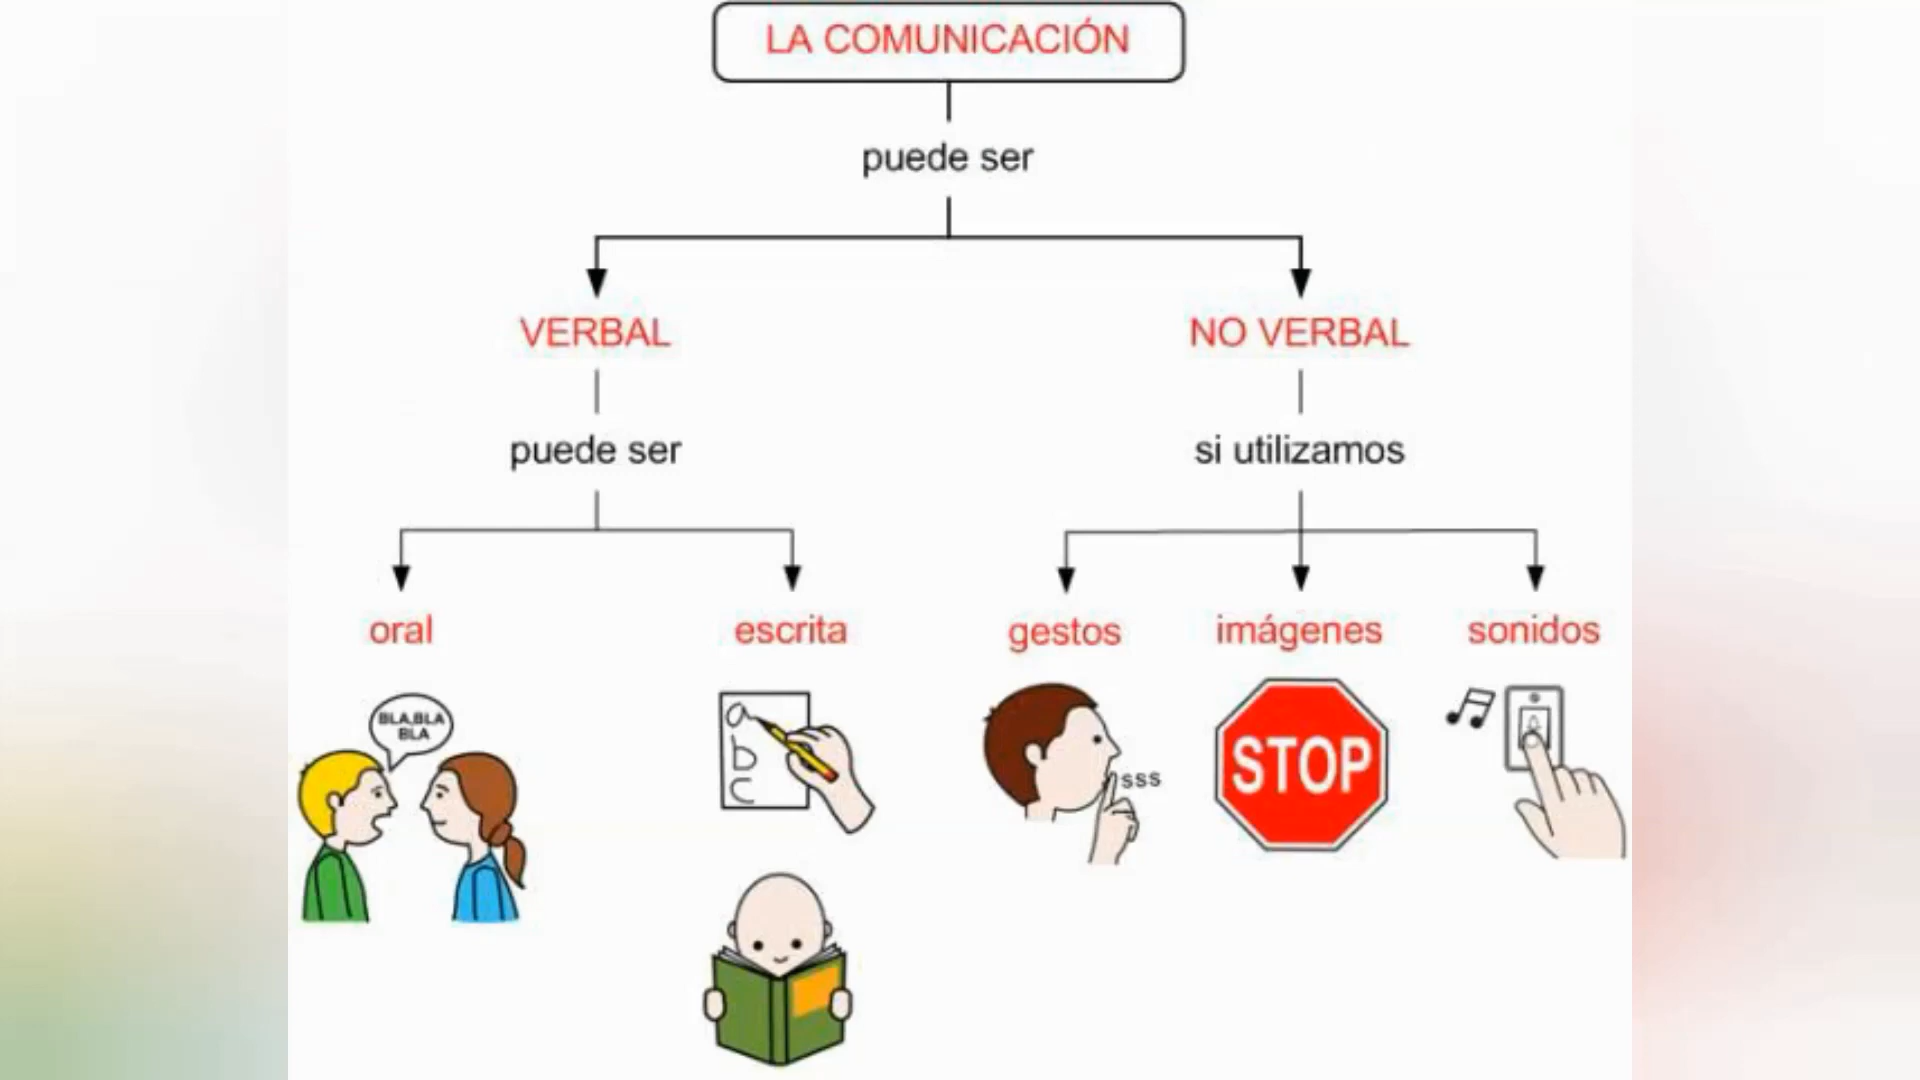 LA COMUNICACIÓN
puede ser
VERBAL
NO VERBAL
puede ser
si utilizamos
oral
escrita
gestos
imágenes
sonidos
BLA,BLA
BLA
a
b
c
sss
STOP